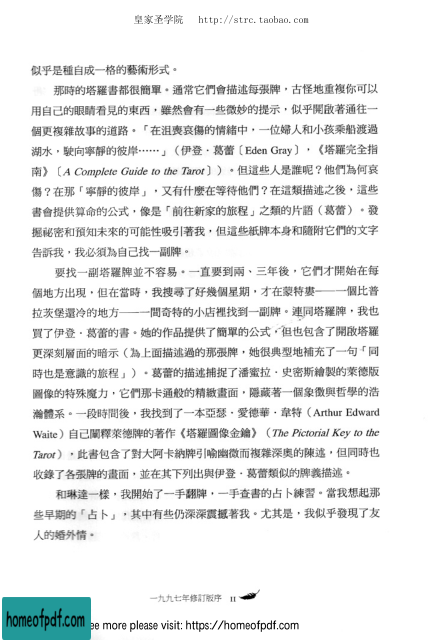 皇家圣学院 http://strc.taobao.com
似乎是種自成一格的藝術形式。
那時的塔羅書都很簡單。通常它們會描述每張牌，古怪地重複你可以
用自己的眼睛看見的東西，雖然會有一些微妙的提示，似乎開啟著通往一
個更複雜故事的道路。「在沮喪哀傷的情緒中，一位婦人和小孩乘船渡過
湖水，駛向寧靜的彼岸……」（伊登．葛蕾〔Eden Gray〕，《塔羅完全指
南》〔A Complete Guide to the Tarot〕）。但這些人是誰呢？他們為何哀
傷？在那「寧靜的彼岸」，又有什麼在等待他們？在這類描述之後，這些
書會提供算命的公式，像是「前往新家的旅程」之類的片語（葛蕾）。發
掘祕密和預知未來的可能性吸引著我，但這些紙牌本身和隨附它們的文字
告訴我，我必須為自己找一副牌。
要找一副塔羅牌並不容易。一直要到兩、三年後，它們才開始在每
個地方出現，但在當時，我搜尋了好幾個星期，才在蒙特婁——一個比普
拉茨堡還冷的地方——一間奇特的小店裡找到一副牌。連同塔羅牌，我也
買了伊登．葛蕾的書。她的作品提供了簡單的公式，但也包含了開啟塔羅
更深刻層面的暗示（為上面描述過的那張牌，她很典型地補充了一句「同
時也是意識的旅程」）。葛蕾的描述捕捉了潘蜜拉．史密斯繪製的萊德版
圖像的特殊魔力，它們那卡通般的精緻畫面，隱藏著一個象徵與哲學的浩
瀚體系。一段時間後，我找到了一本亞瑟．愛德華．韋特（Arthur Edward
Waite）自己闡釋萊德牌的著作《塔羅圖像金鑰》（The Pictorial Key to the
Tarot），此書包含了對大阿卡納牌引喻幽微而複雜深奧的陳述，但同時也
收錄了各張牌的畫面，並在其下列出與伊登．葛蕾類似的牌義描述。
和琳達一樣，我開始了一手翻牌，一手查書的占卜練習。當我想起那
些早期的「占卜」，其中有些仍深深震撼著我。尤其是，我似乎發現了友
人的婚外情。
一九九七年修訂版序 11
homeofpdf.com
ee more please visit: https://homeofpdf.com